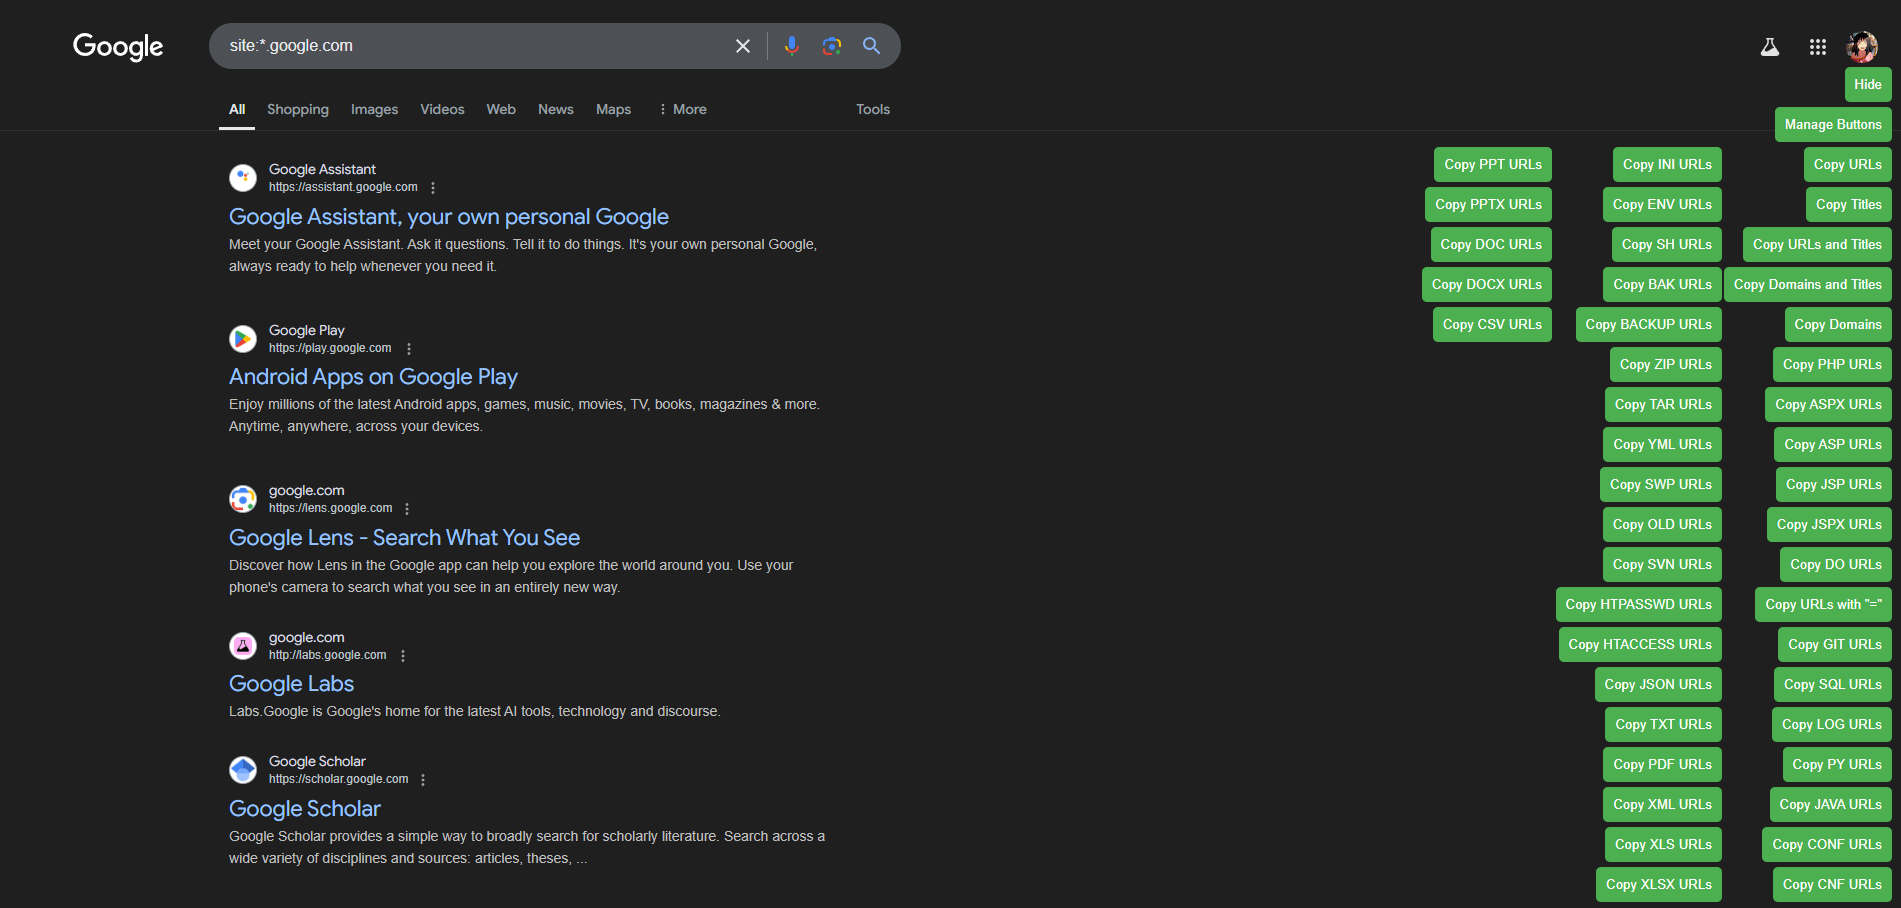 Google
site:*.google.com
All
Shopping
Images
Videos
Web
News
Maps
More
Tools
Google Assistant
https://assistant.google.com
Google Assistant, your own personal Google
Meet your Google Assistant. Ask it questions. Tell it to do things. It's your own personal Google,
always ready to help whenever you need it.
Google Play
https://play.google.com
Android Apps on Google Play
Enjoy millions of the latest Android apps, games, music, movies, TV, books, magazines & more.
Anytime, anywhere, across your devices.
google.com
https://lens.google.com
Google Lens - Search What You See
Discover how Lens in the Google app can help you explore the world around you. Use your
phone's camera to search what you see in an entirely new way.
google.com
http://labs.google.com
Google Labs
Labs.Google is Google's home for the latest AI tools, technology and discourse.
Google Scholar
https://scholar.google.com
Google Scholar
Google Scholar provides a simple way to broadly search for scholarly literature. Search across a
wide variety of disciplines and sources: articles, theses, ...
Hide
Manage Buttons
Copy PPT URLs
Copy PPTX URLs
Copy DOC URLs
Copy DOCX URLs
Copy CSV URLs
Copy INI URLs
Copy ENV URLs
Copy SH URLs
Copy BAK URLs
Copy BACKUP URLs
Copy ZIP URLs
Copy TAR URLs
Copy YML URLs
Copy SWP URLs
Copy OLD URLs
Copy SVN URLs
Copy HTPASSWD URLs
Copy HTACCESS URLs
Copy JSON URLs
Copy TXT URLs
Copy PDF URLs
Copy XML URLs
Copy XLS URLs
Copy XLSX URLs
Copy URLs
Copy Titles
Copy URLs and Titles
Copy Domains and Titles
Copy Domains
Copy PHP URLs
Copy ASPX URLs
Copy ASP URLs
Copy JSP URLs
Copy JSPX URLs
Copy DO URLs
Copy URLs with "="
Copy GIT URLs
Copy SQL URLs
Copy LOG URLs
Copy PY URLs
Copy JAVA URLs
Copy CONF URLs
Copy CNF URLs